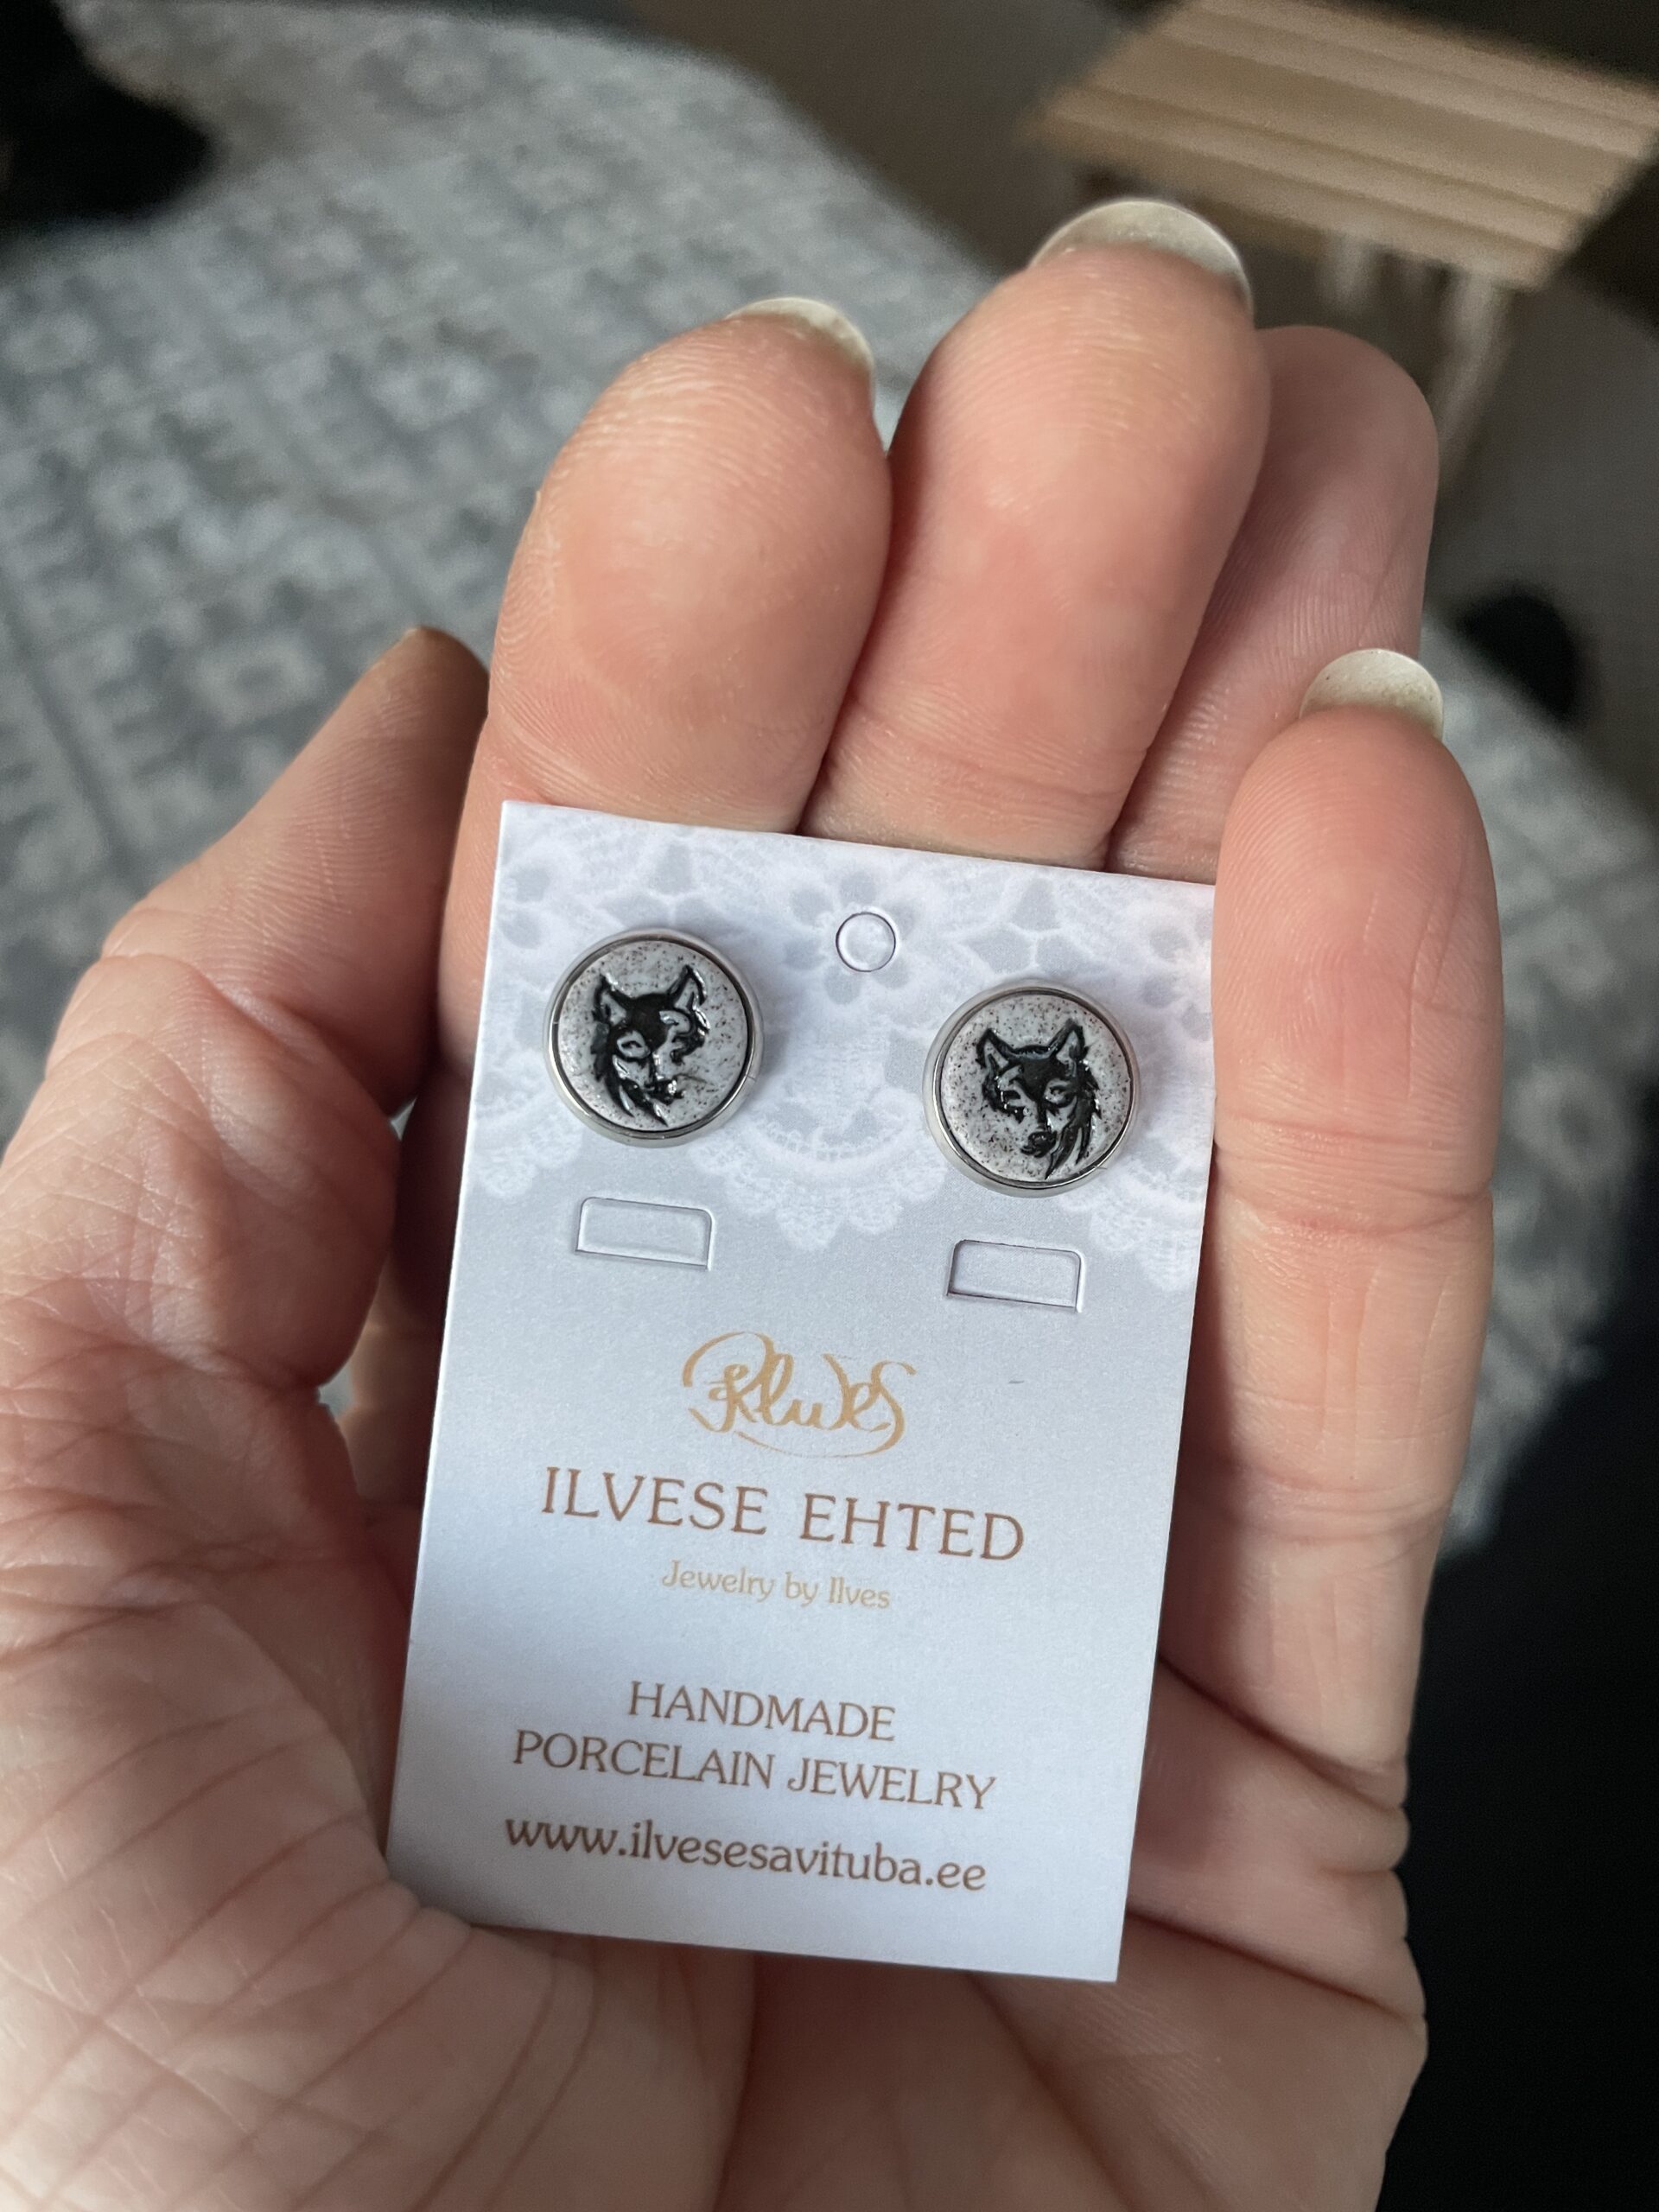 ILVESE EHTED
Jewelry by Ilves
HANDMADE
PORCELAIN JEWELRY
www.ilvesesavituba.ee